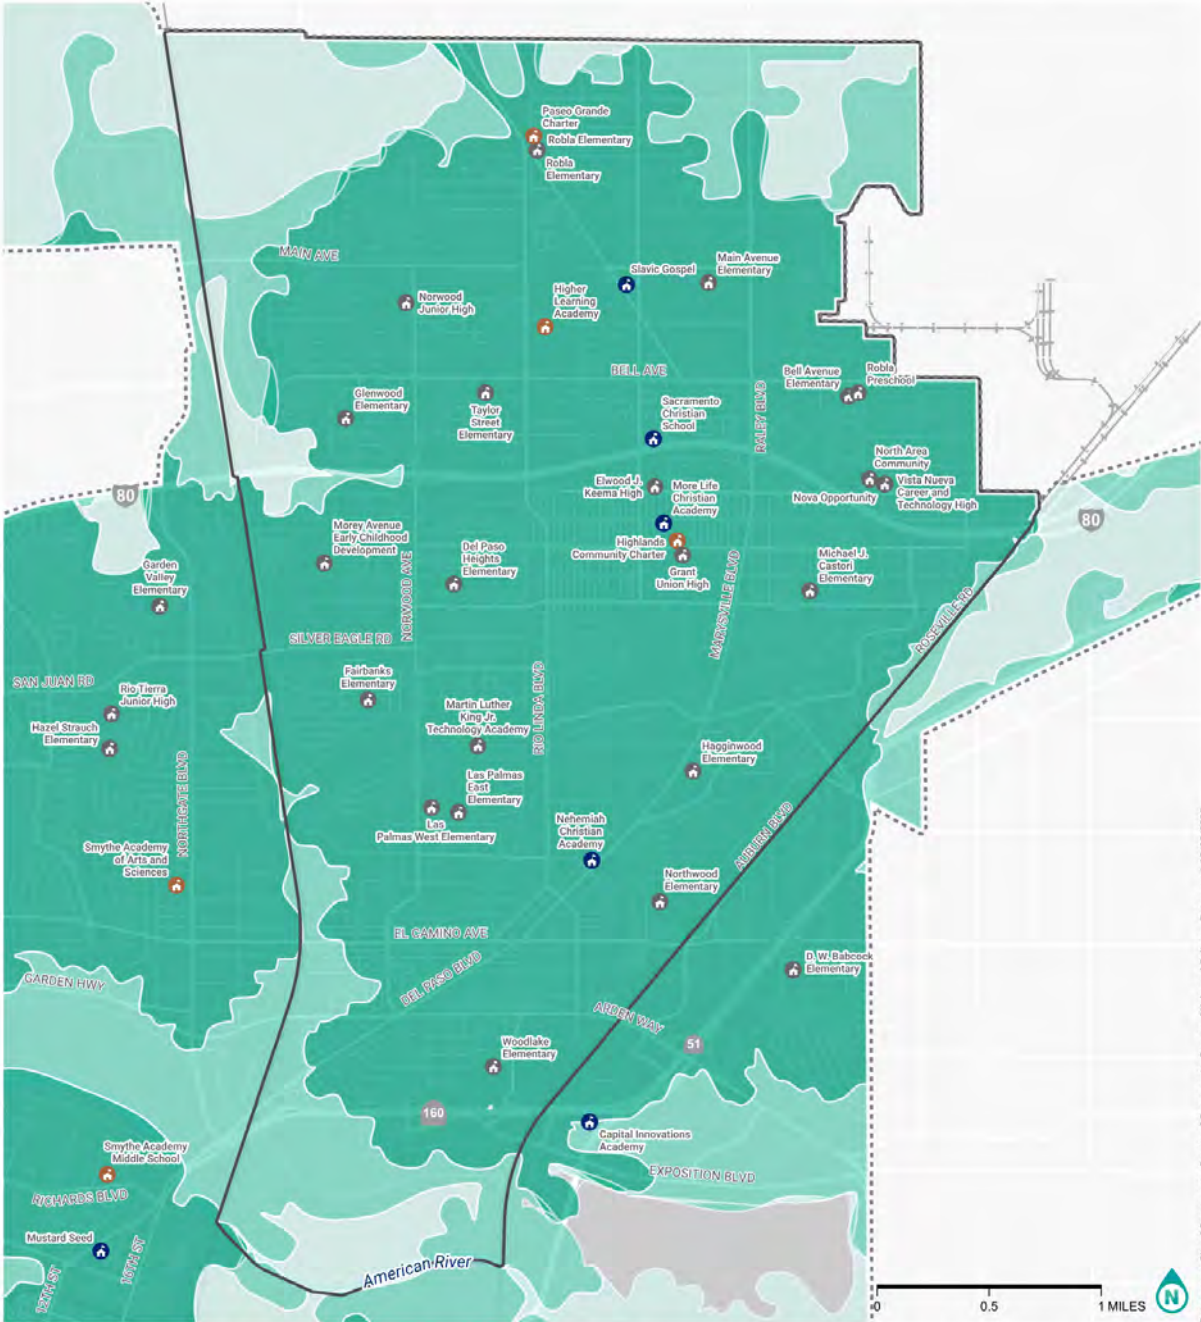 Paseo Grande
Charter
Robla Elementary
Robla
Elementary
MAIN AVE
Slavic Gospel
Main Avenue
Elementary
Norwood
Junior High
Higher
Learning
Academy
BELL AVE
Bell Avenue
Elementary
Robla
Preschool
Glenwood
Elementary
Taylor
Street
Elementary
Sacramento
Christian
School
RALEY BLVD
North Area
Community
Elwood J.
Keema High
More Life
Christian
Academy
Nova Opportunity
Vista Nueva
Career and
Technology High
80
80
Morey Avenue
Early Childhood
Development
Highlands
Community Charter
Grant
Union High
Del Paso
Heights
Elementary
Michael J.
Castori
Elementary
Garden
Valley
Elementary
NORWOOD AVE
MARYSVILLE BLVD
ROSEVILLE RD
SILVER EAGLE RD
SAN JUAN RD
Fairbanks
Elementary
Rio Tierra
Junior High
Hazel Strauch
Elementary
Martin Luther
King Jr.
Technology Academy
RIO LINDA BLVD
Hagginwood
Elementary
NORTHGATE BLVD
Las Palmas
East
Elementary
Las
Palmas West Elementary
Nehemiah
Christian
Academy
AUBURN BLVD
Smythe Academy
of Arts and
Sciences
Northwood
Elementary
EL CAMINO AVE
D. W. Babcock
Elementary
GARDEN HWY
DEL PASO BLVD
ARDEN WAY
51
Woodlake
Elementary
160
Capital Innovations
Academy
Smythe Academy
Middle School
EXPOSITION BLVD
RICHARDS BLVD
Mustard Seed
12TH ST
16TH ST
American River
0 0.5 1 MILES
N